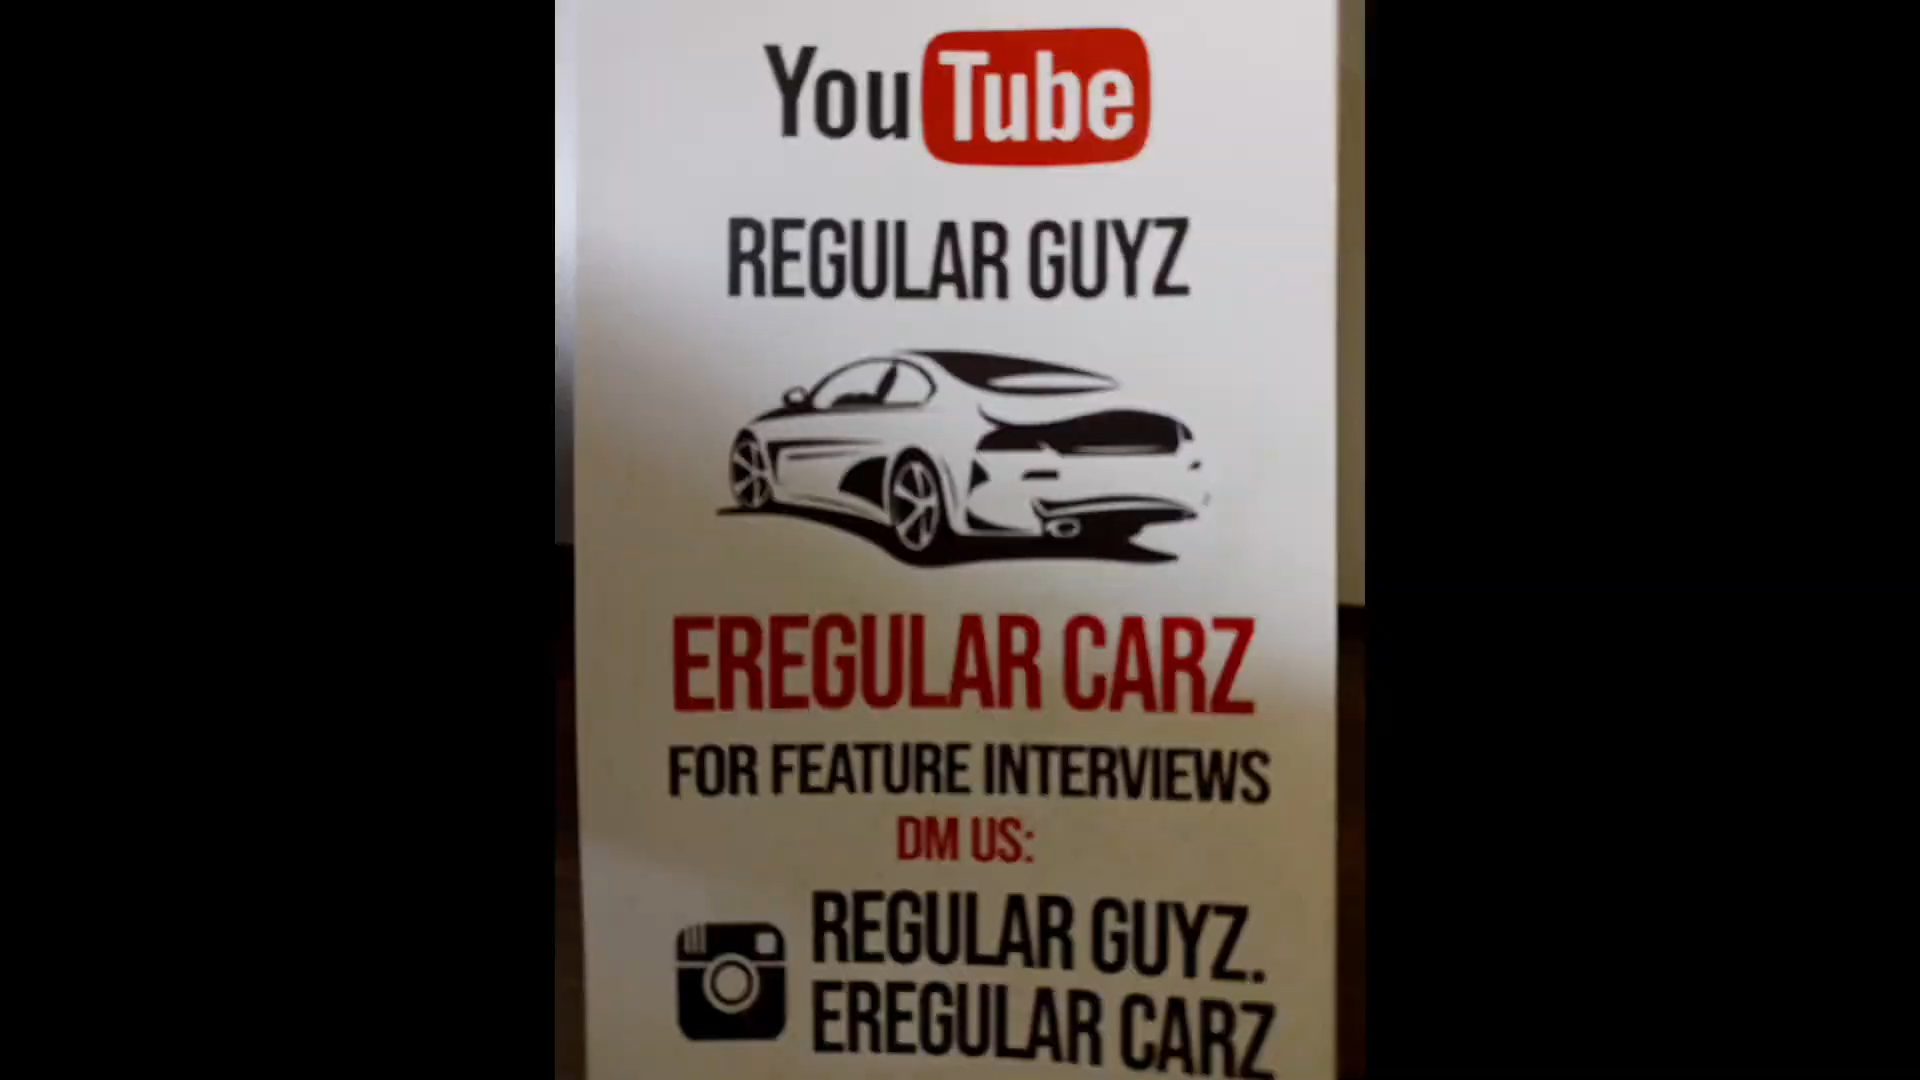 YouTube
REGULAR GUYZ
EREGULAR CARZ
FOR FEATURE INTERVIEWS
DM US:
REGULAR GUYZ.
EREGULAR CARZ